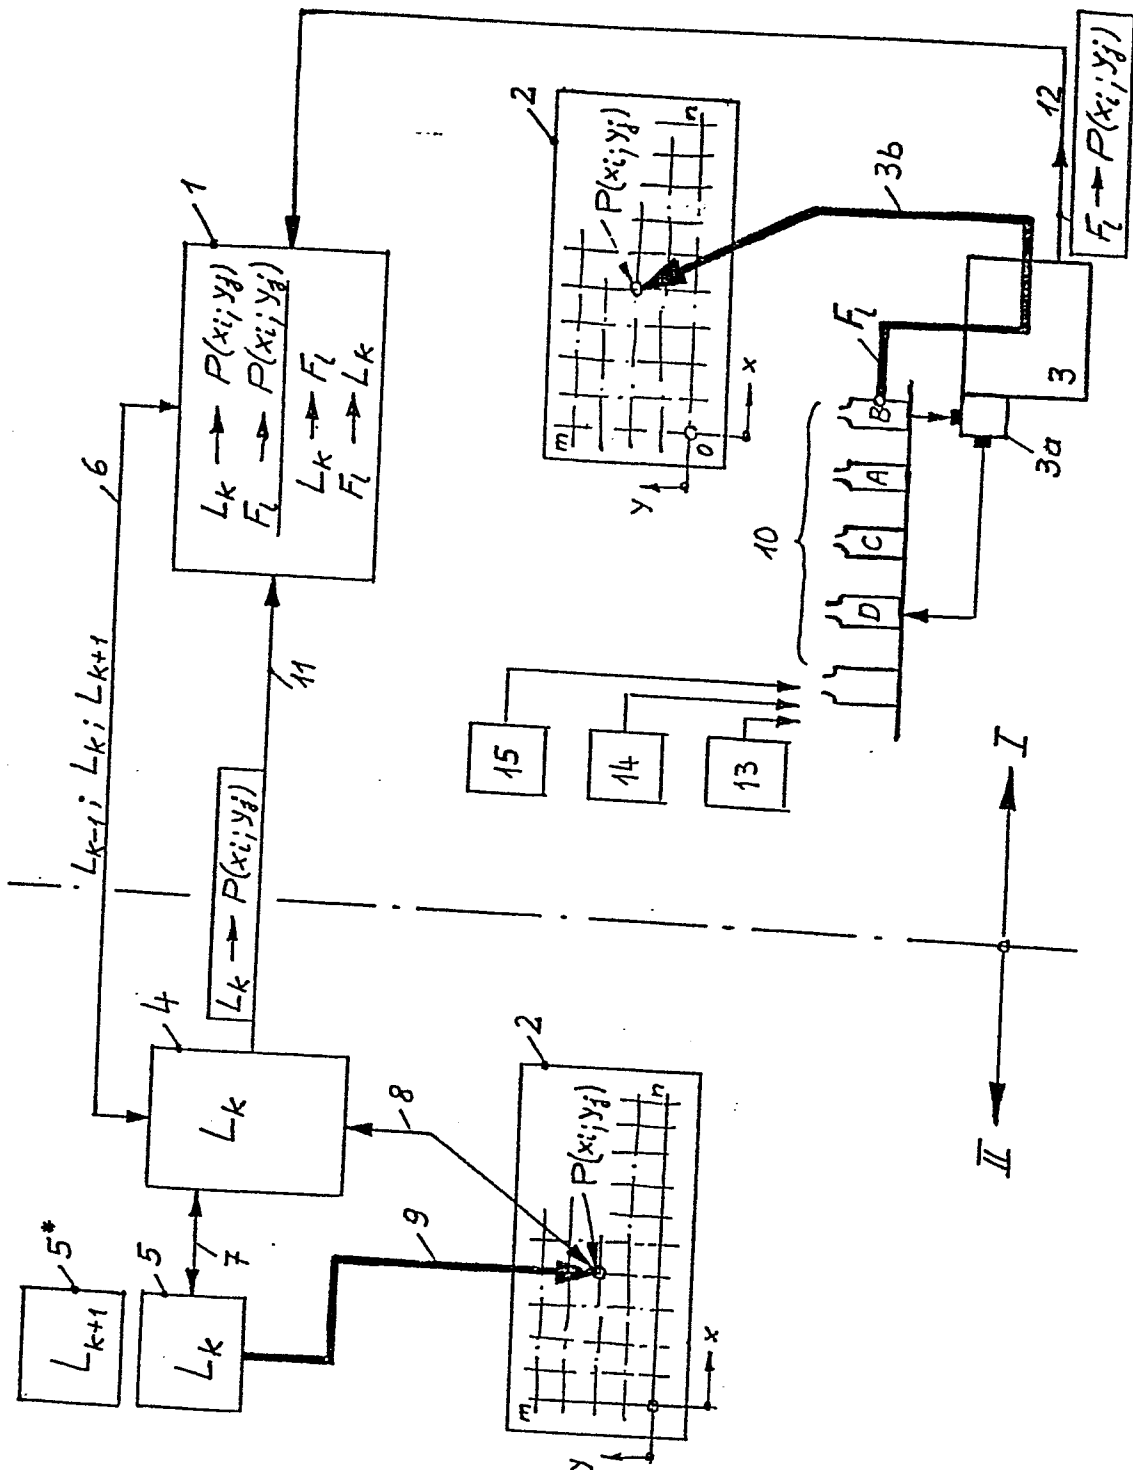 5*
L_{k+1}
5
L_k
7
9
4
L_k
8
2
P(x_i; y_j)
m
n
y
x
L_{k-1}; L_k; L_{k+1}
6
L_k → P(x_i; y_j)
11
1
L_k → P(x_i; y_j)
F_l → P(x_i; y_j)
L_k → F_l
F_l → L_k
2
P(x_i; y_j)
m
n
0
y
x
15
14
13
10
D
C
A
B
F_l
3
3a
3b
12
F_l → P(x_i; y_j)
II
I